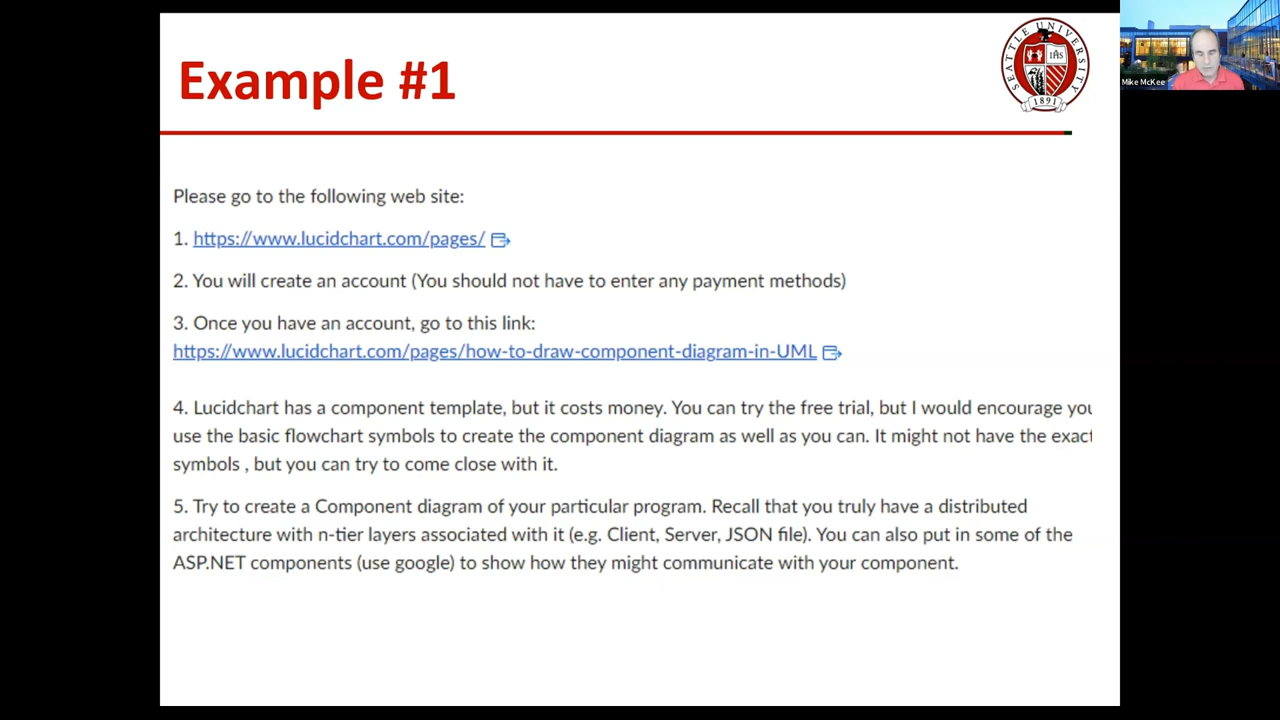 Example #1
SEATTLE UNIVERSITY
1891
Mike McKee
Please go to the following web site:
1. https://www.lucidchart.com/pages/
2. You will create an account (You should not have to enter any payment methods)
3. Once you have an account, go to this link:
https://www.lucidchart.com/pages/how-to-draw-component-diagram-in-UML
4. Lucidchart has a component template, but it costs money. You can try the free trial, but I would encourage you
use the basic flowchart symbols to create the component diagram as well as you can. It might not have the exact
symbols , but you can try to come close with it.
5. Try to create a Component diagram of your particular program. Recall that you truly have a distributed
architecture with n-tier layers associated with it (e.g. Client, Server, JSON file). You can also put in some of the
ASP.NET components (use google) to show how they might communicate with your component.